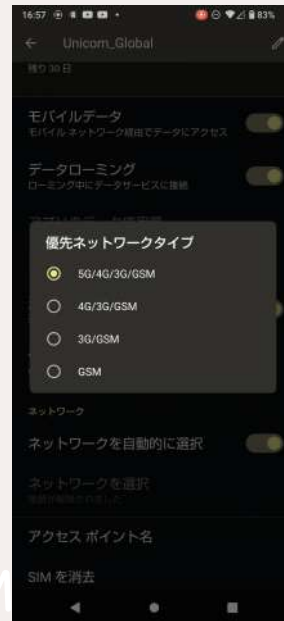 16:57
83%
Unicom_Global
残り 30 日
モバイルデータ
モバイル ネットワーク経由でデータにアクセス
データローミング
ローミング中にデータサービスに接続
優先ネットワークタイプ
5G/4G/3G/GSM
4G/3G/GSM
3G/GSM
GSM
ネットワーク
ネットワークを自動的に選択
ネットワークを選択
アクセス ポイント名
SIM を消去